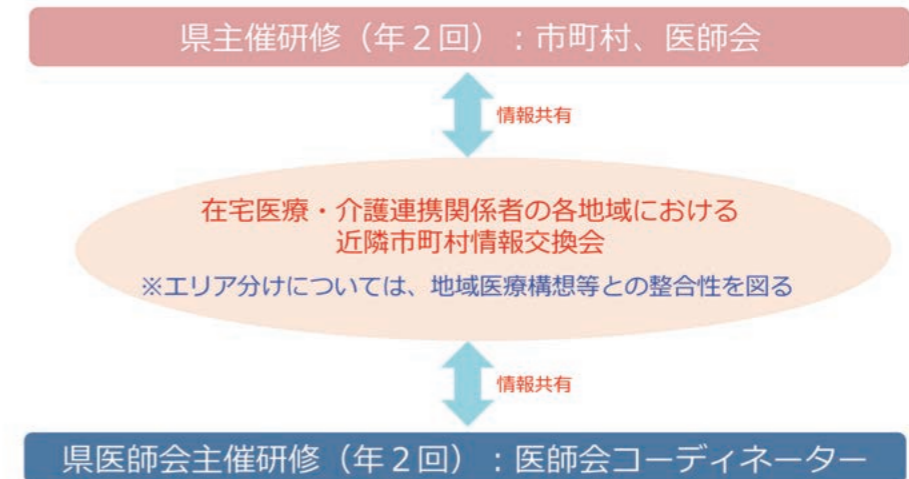 県主催研修（年２回）：市町村、医師会
情報共有
在宅医療・介護連携関係者の各地域における
近隣市町村情報交換会
※エリア分けについては、地域医療構想等との整合性を図る
情報共有
県医師会主催研修（年２回）：医師会コーディネーター